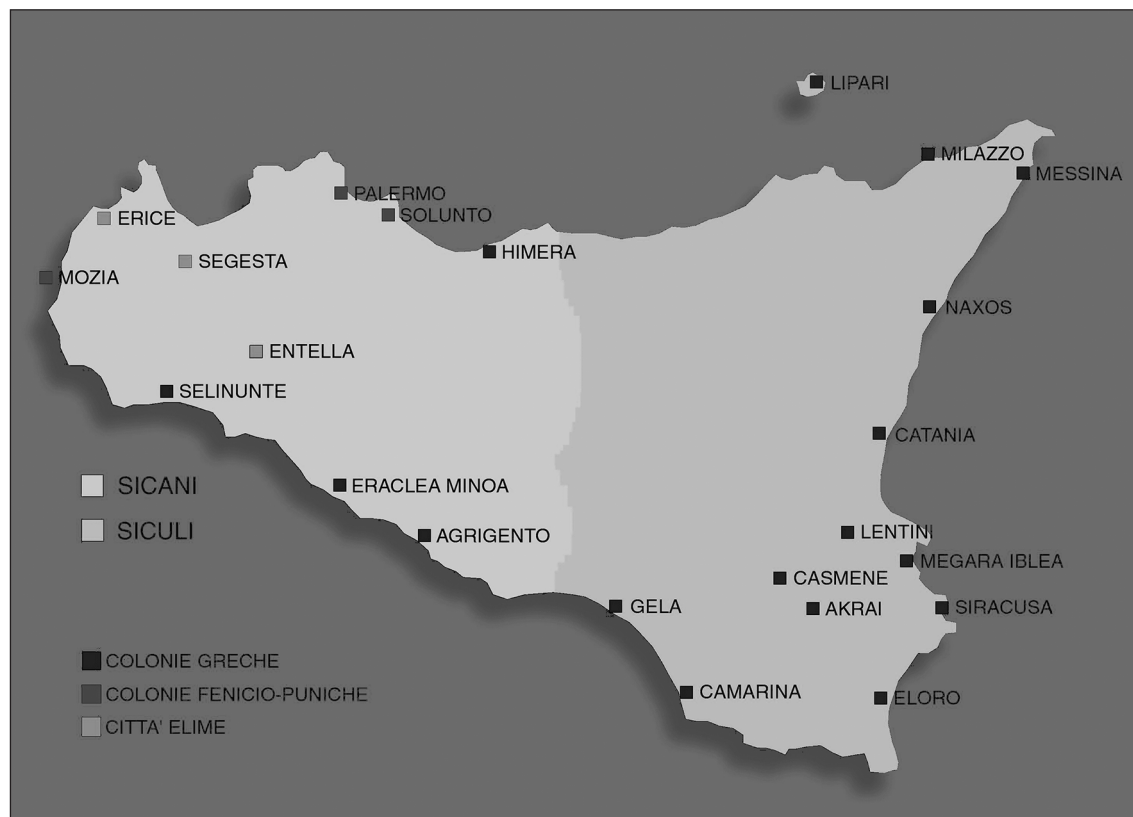 LIPARI
MILAZZO
MESSINA
PALERMO
SOLUNTO
ERICE
HIMERA
SEGESTA
MOZIA
NAXOS
ENTELLA
SELINUNTE
CATANIA
SICANI
ERACLEA MINOA
SICULI
AGRIGENTO
LENTINI
MEGARA IBLEA
CASMENE
GELA
AKRAI
SIRACUSA
COLONIE GRECHE
COLONIE FENICIO-PUNICHE
CAMARINA
ELORO
CITTA' ELIME